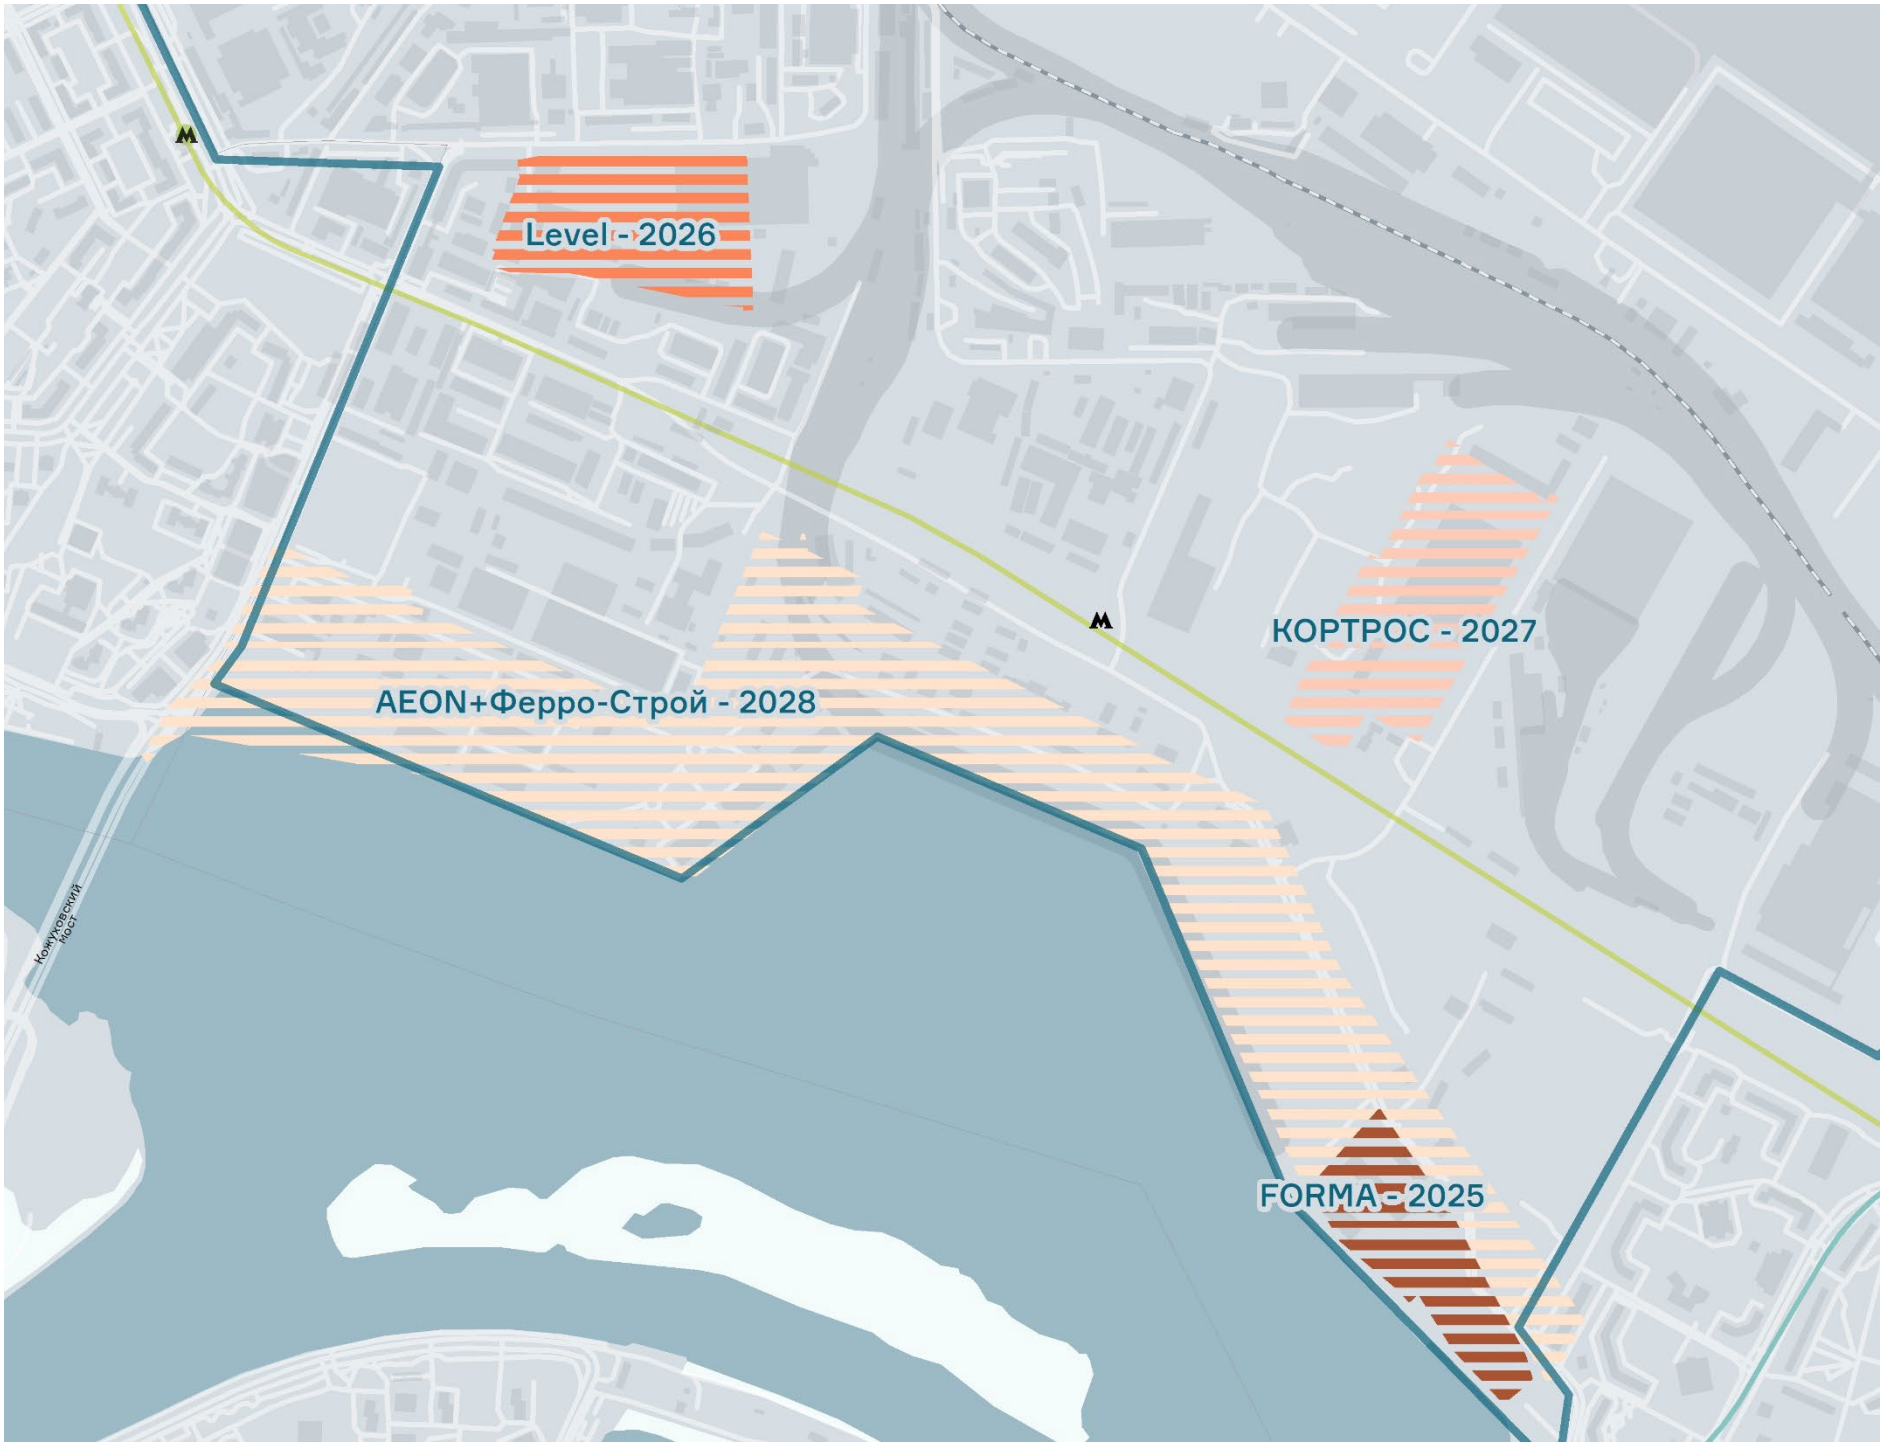 М
Level - 2026
М
КОРТРОС - 2027
AEON+Ферро-Строй - 2028
Кожуховский
мост
FORMA - 2025